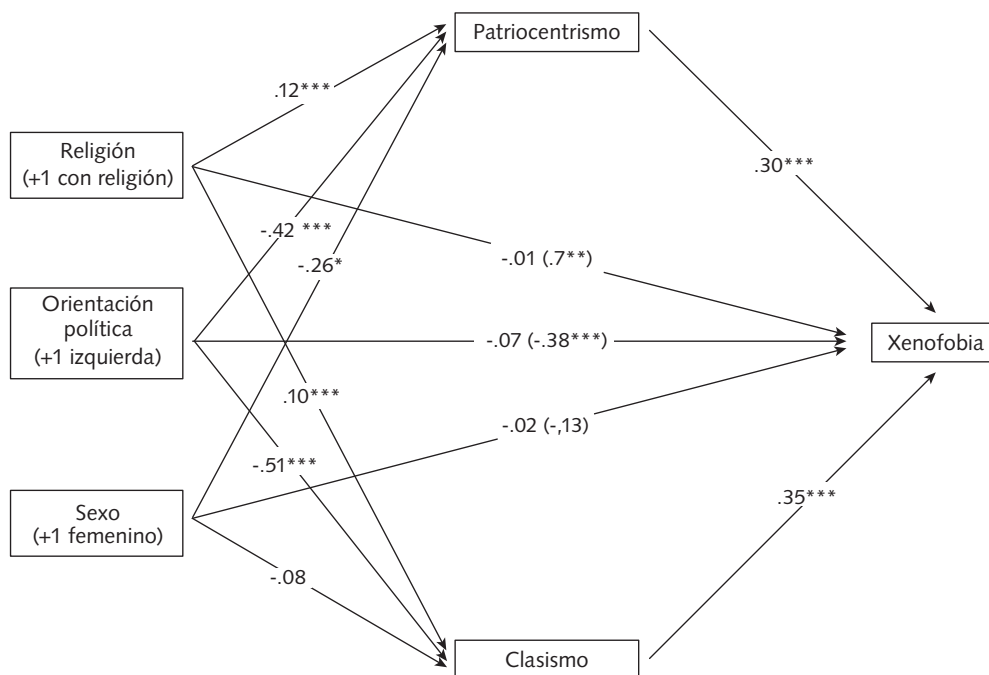 Patriocentrismo
.12***
Religión
(+1 con religión)
.30***
-.42 ***
-.26*
-.01 (.7**)
Orientación
política
(+1 izquierda)
-.07 (-.38***)
Xenofobia
.10***
-.02 (-,13)
-.51***
Sexo
(+1 femenino)
.35***
-.08
Clasismo